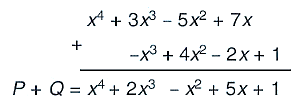 x⁴ + 3x³ − 5x² + 7x
+
−x³ + 4x² − 2x + 1
P + Q = x⁴ + 2x³ − x² + 5x + 1